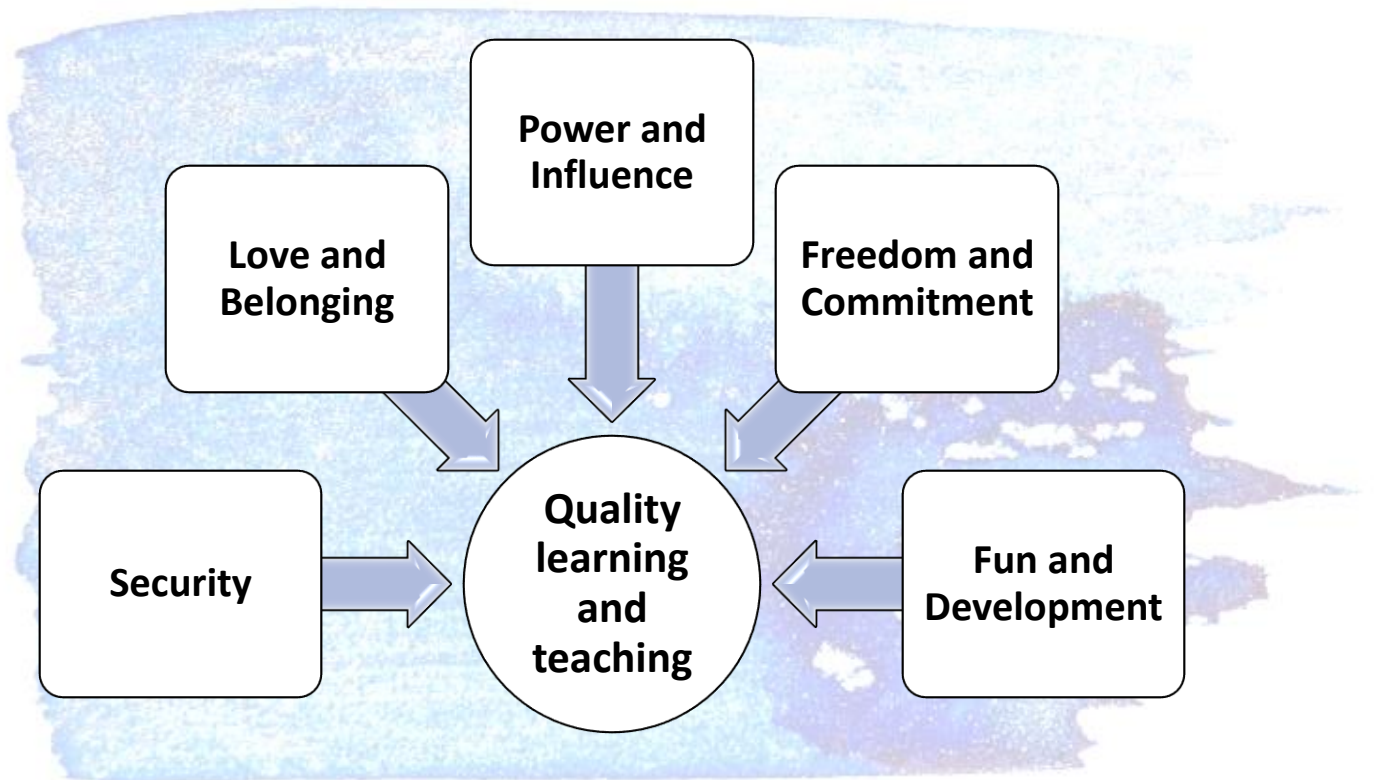 Power and
Influence
Love and
Belonging
Freedom and
Commitment
Security
Quality
learning
and
teaching
Fun and
Development